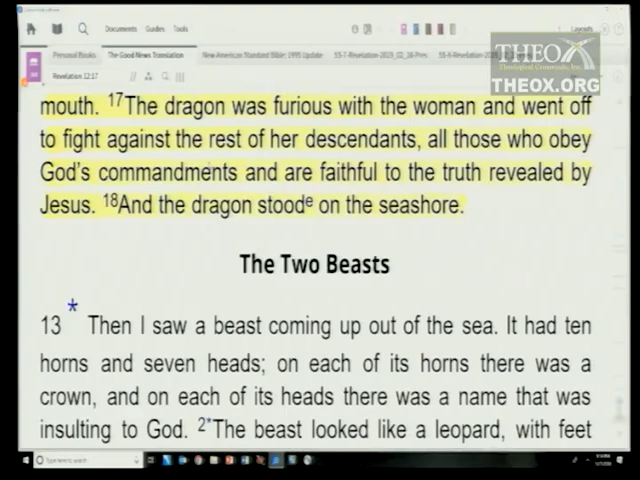 Documents Guides Tools
Layouts
Personal Books The Good News Translation New American Standard Bible: 1995 Update
THEOX
THEOX.ORG
Revelation 12:17
mouth. 17The dragon was furious with the woman and went off
to fight against the rest of her descendants, all those who obey
God's commandments and are faithful to the truth revealed by
Jesus. 18And the dragon stoode on the seashore.
The Two Beasts
13 * Then I saw a beast coming up out of the sea. It had ten
horns and seven heads; on each of its horns there was a
crown, and on each of its heads there was a name that was
insulting to God. 2*The beast looked like a leopard, with feet
Type here to search